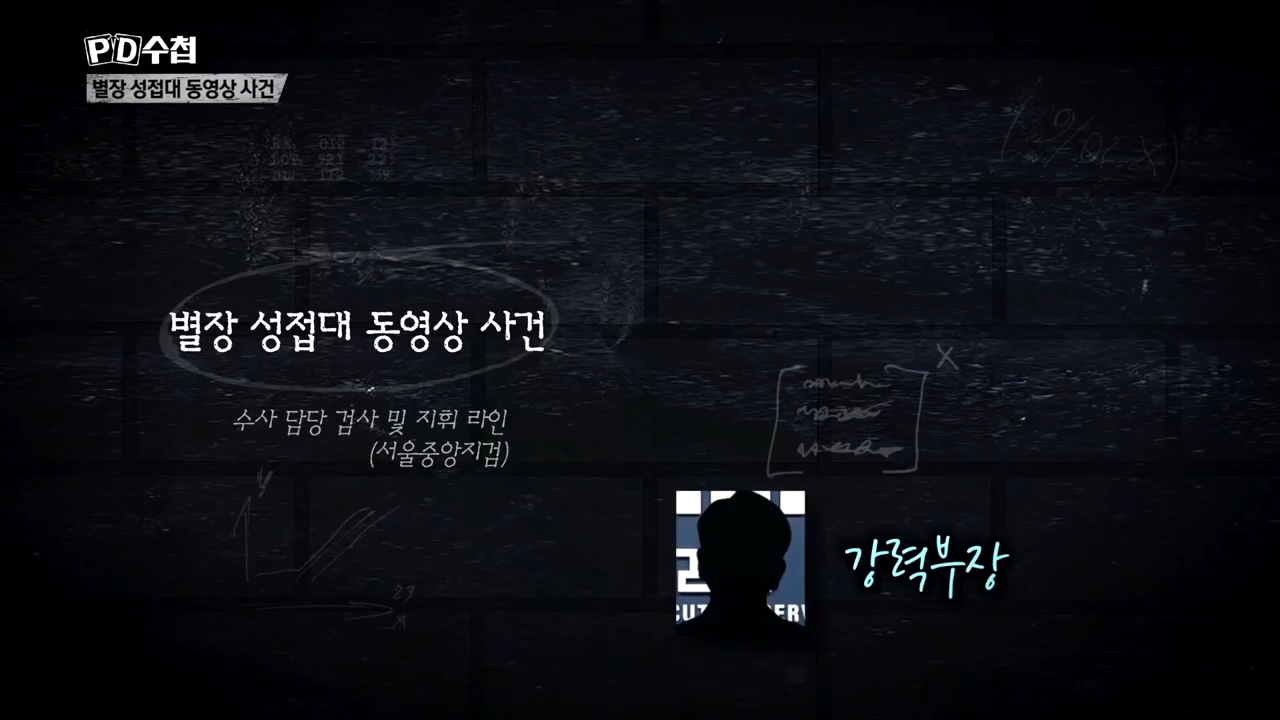 PD수첩
별장 성접대 동영상 사건
별장 성접대 동영상 사건
수사 담당 검사 및 지휘 라인
(서울중앙지검)
강력부장